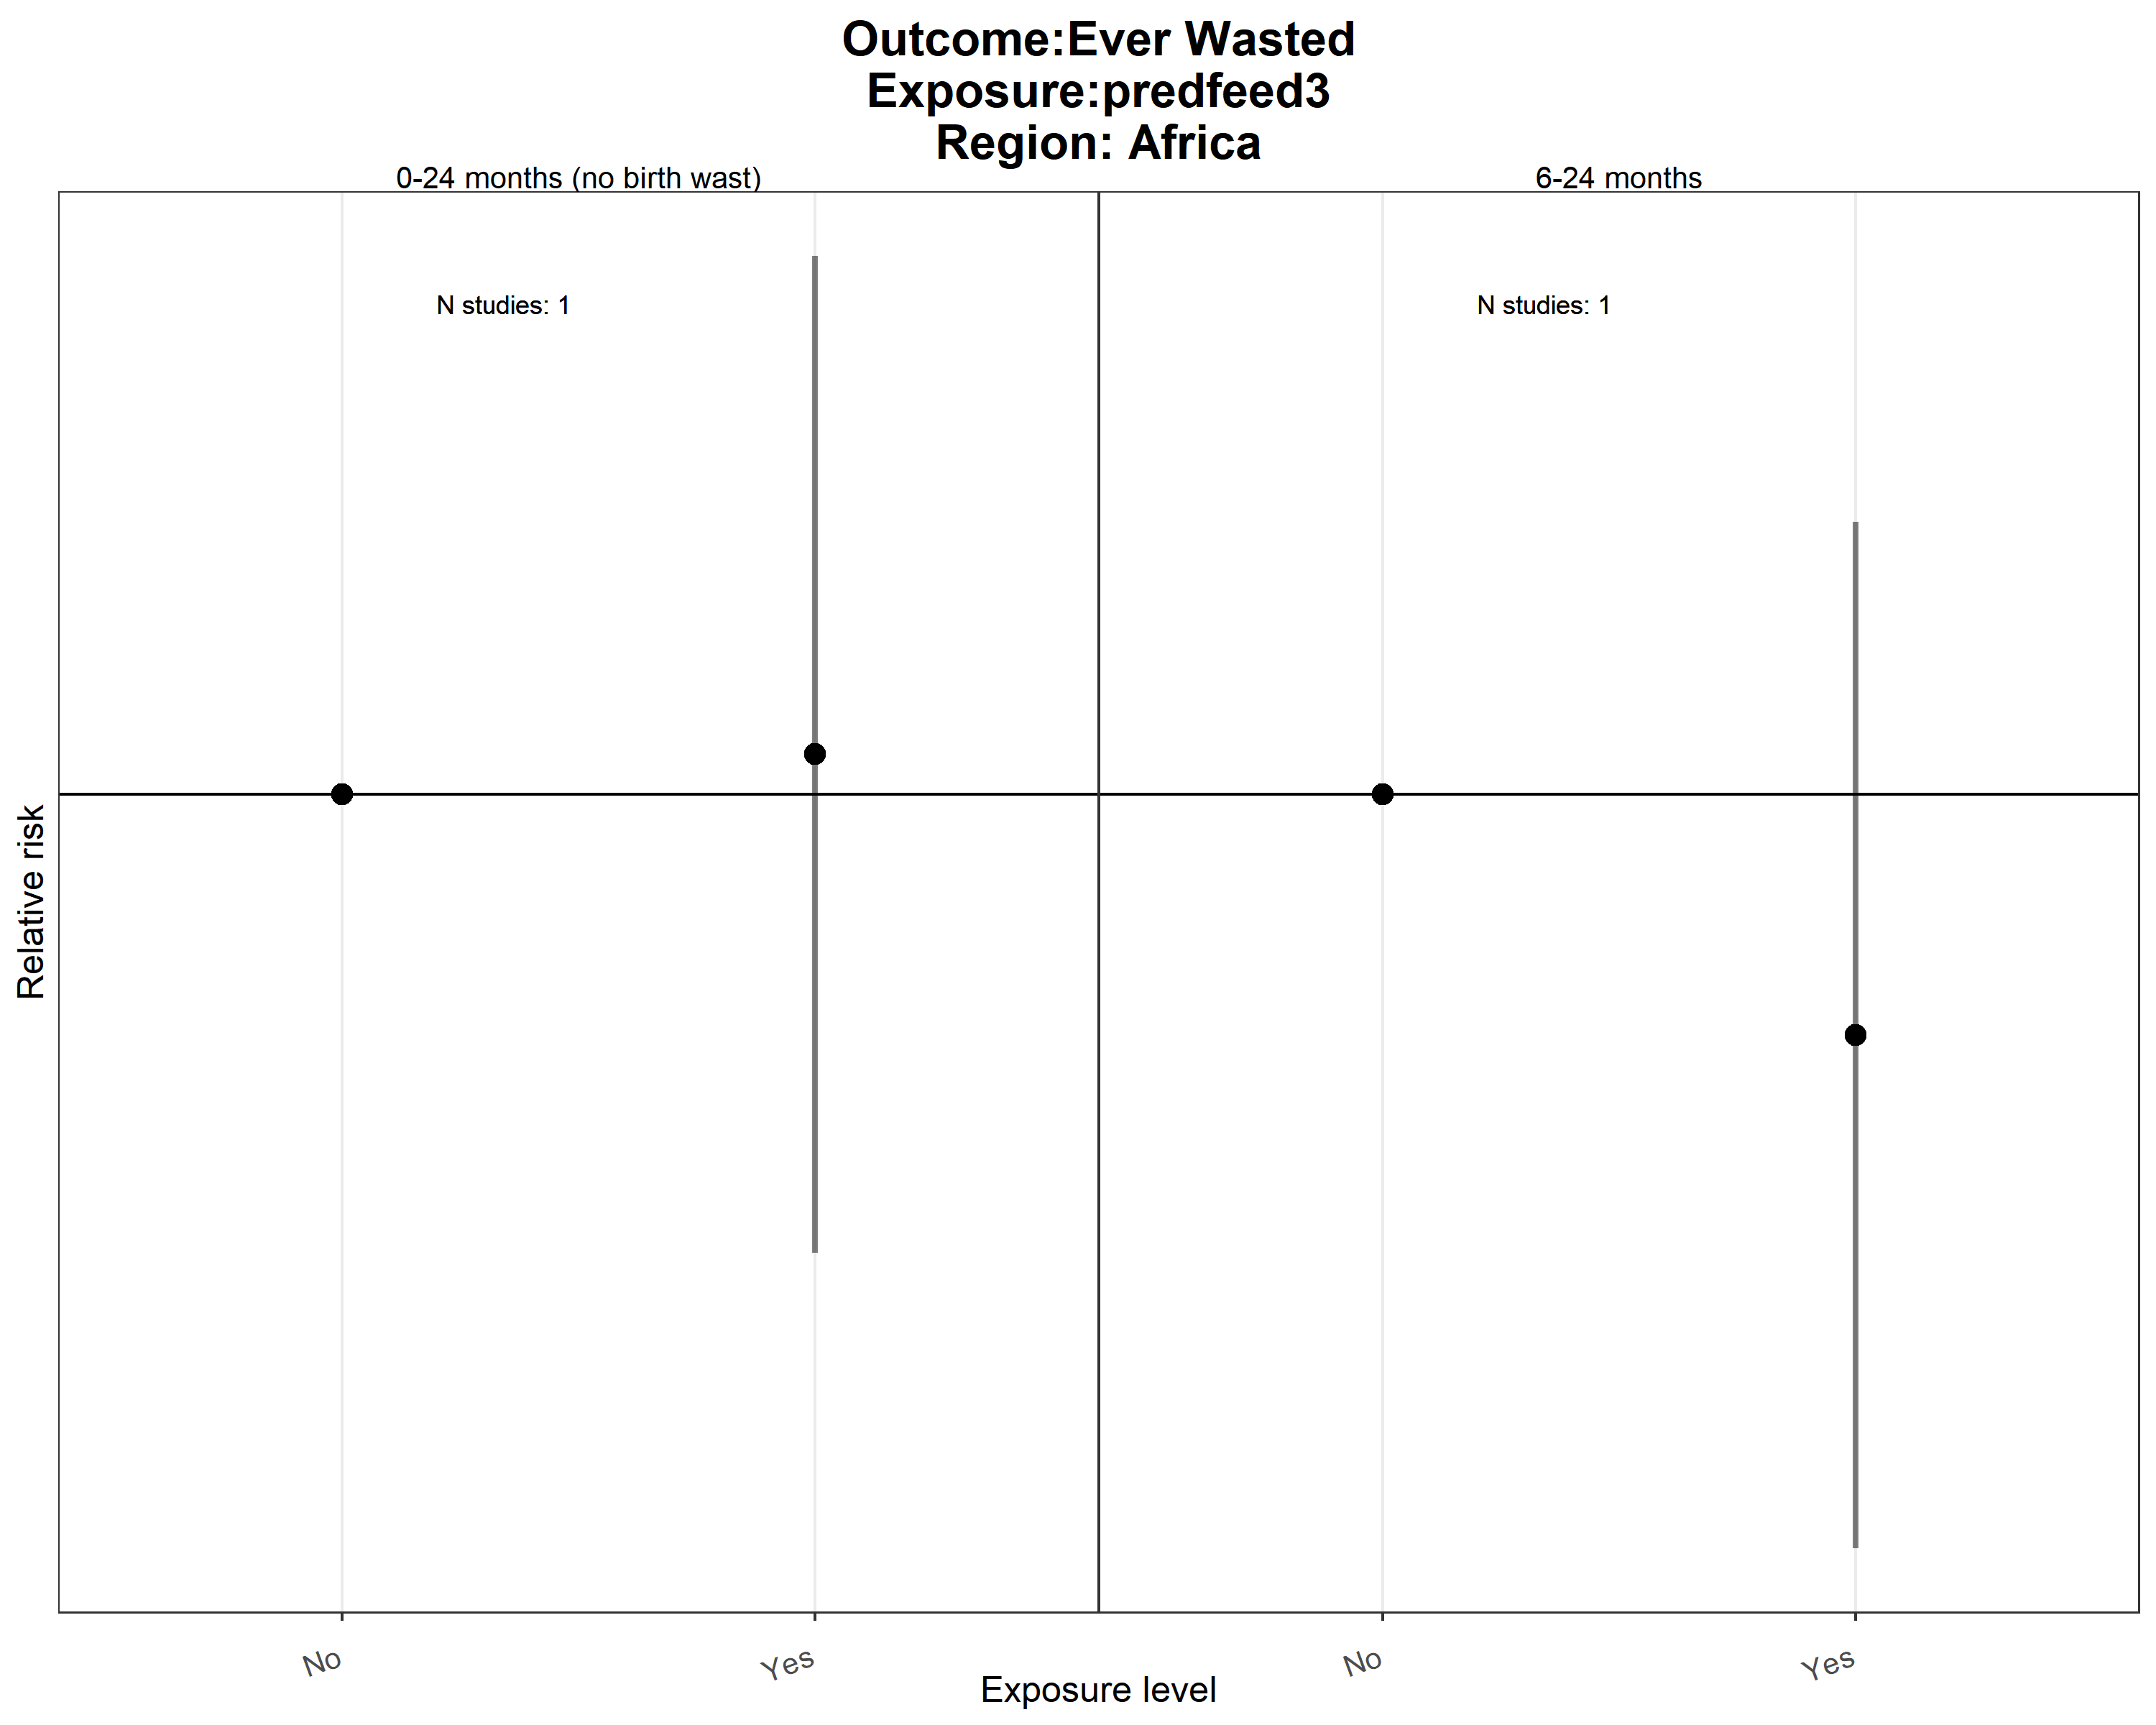 Outcome:Ever Wasted
Exposure:predfeed3
Region: Africa
0-24 months (no birth wast)
6-24 months
N studies: 1
N studies: 1
Relative risk
No
Yes
No
Yes
Exposure level